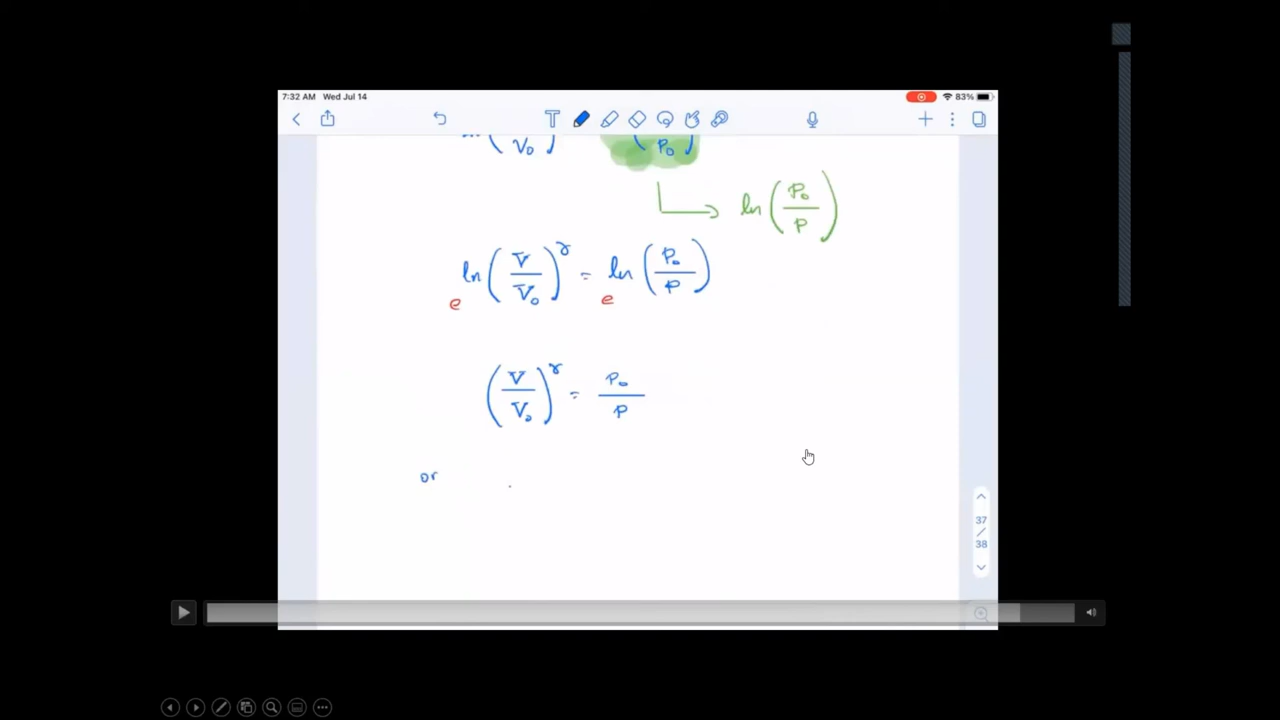 7:32 AM Wed Jul 14
83%
( V₀ ) ( P₀ )
ln (P₀/P)
ln (V/V₀)^γ = ln (P₀/P)
e e
(V/V₀)^γ = P₀/P
or
37
/
38